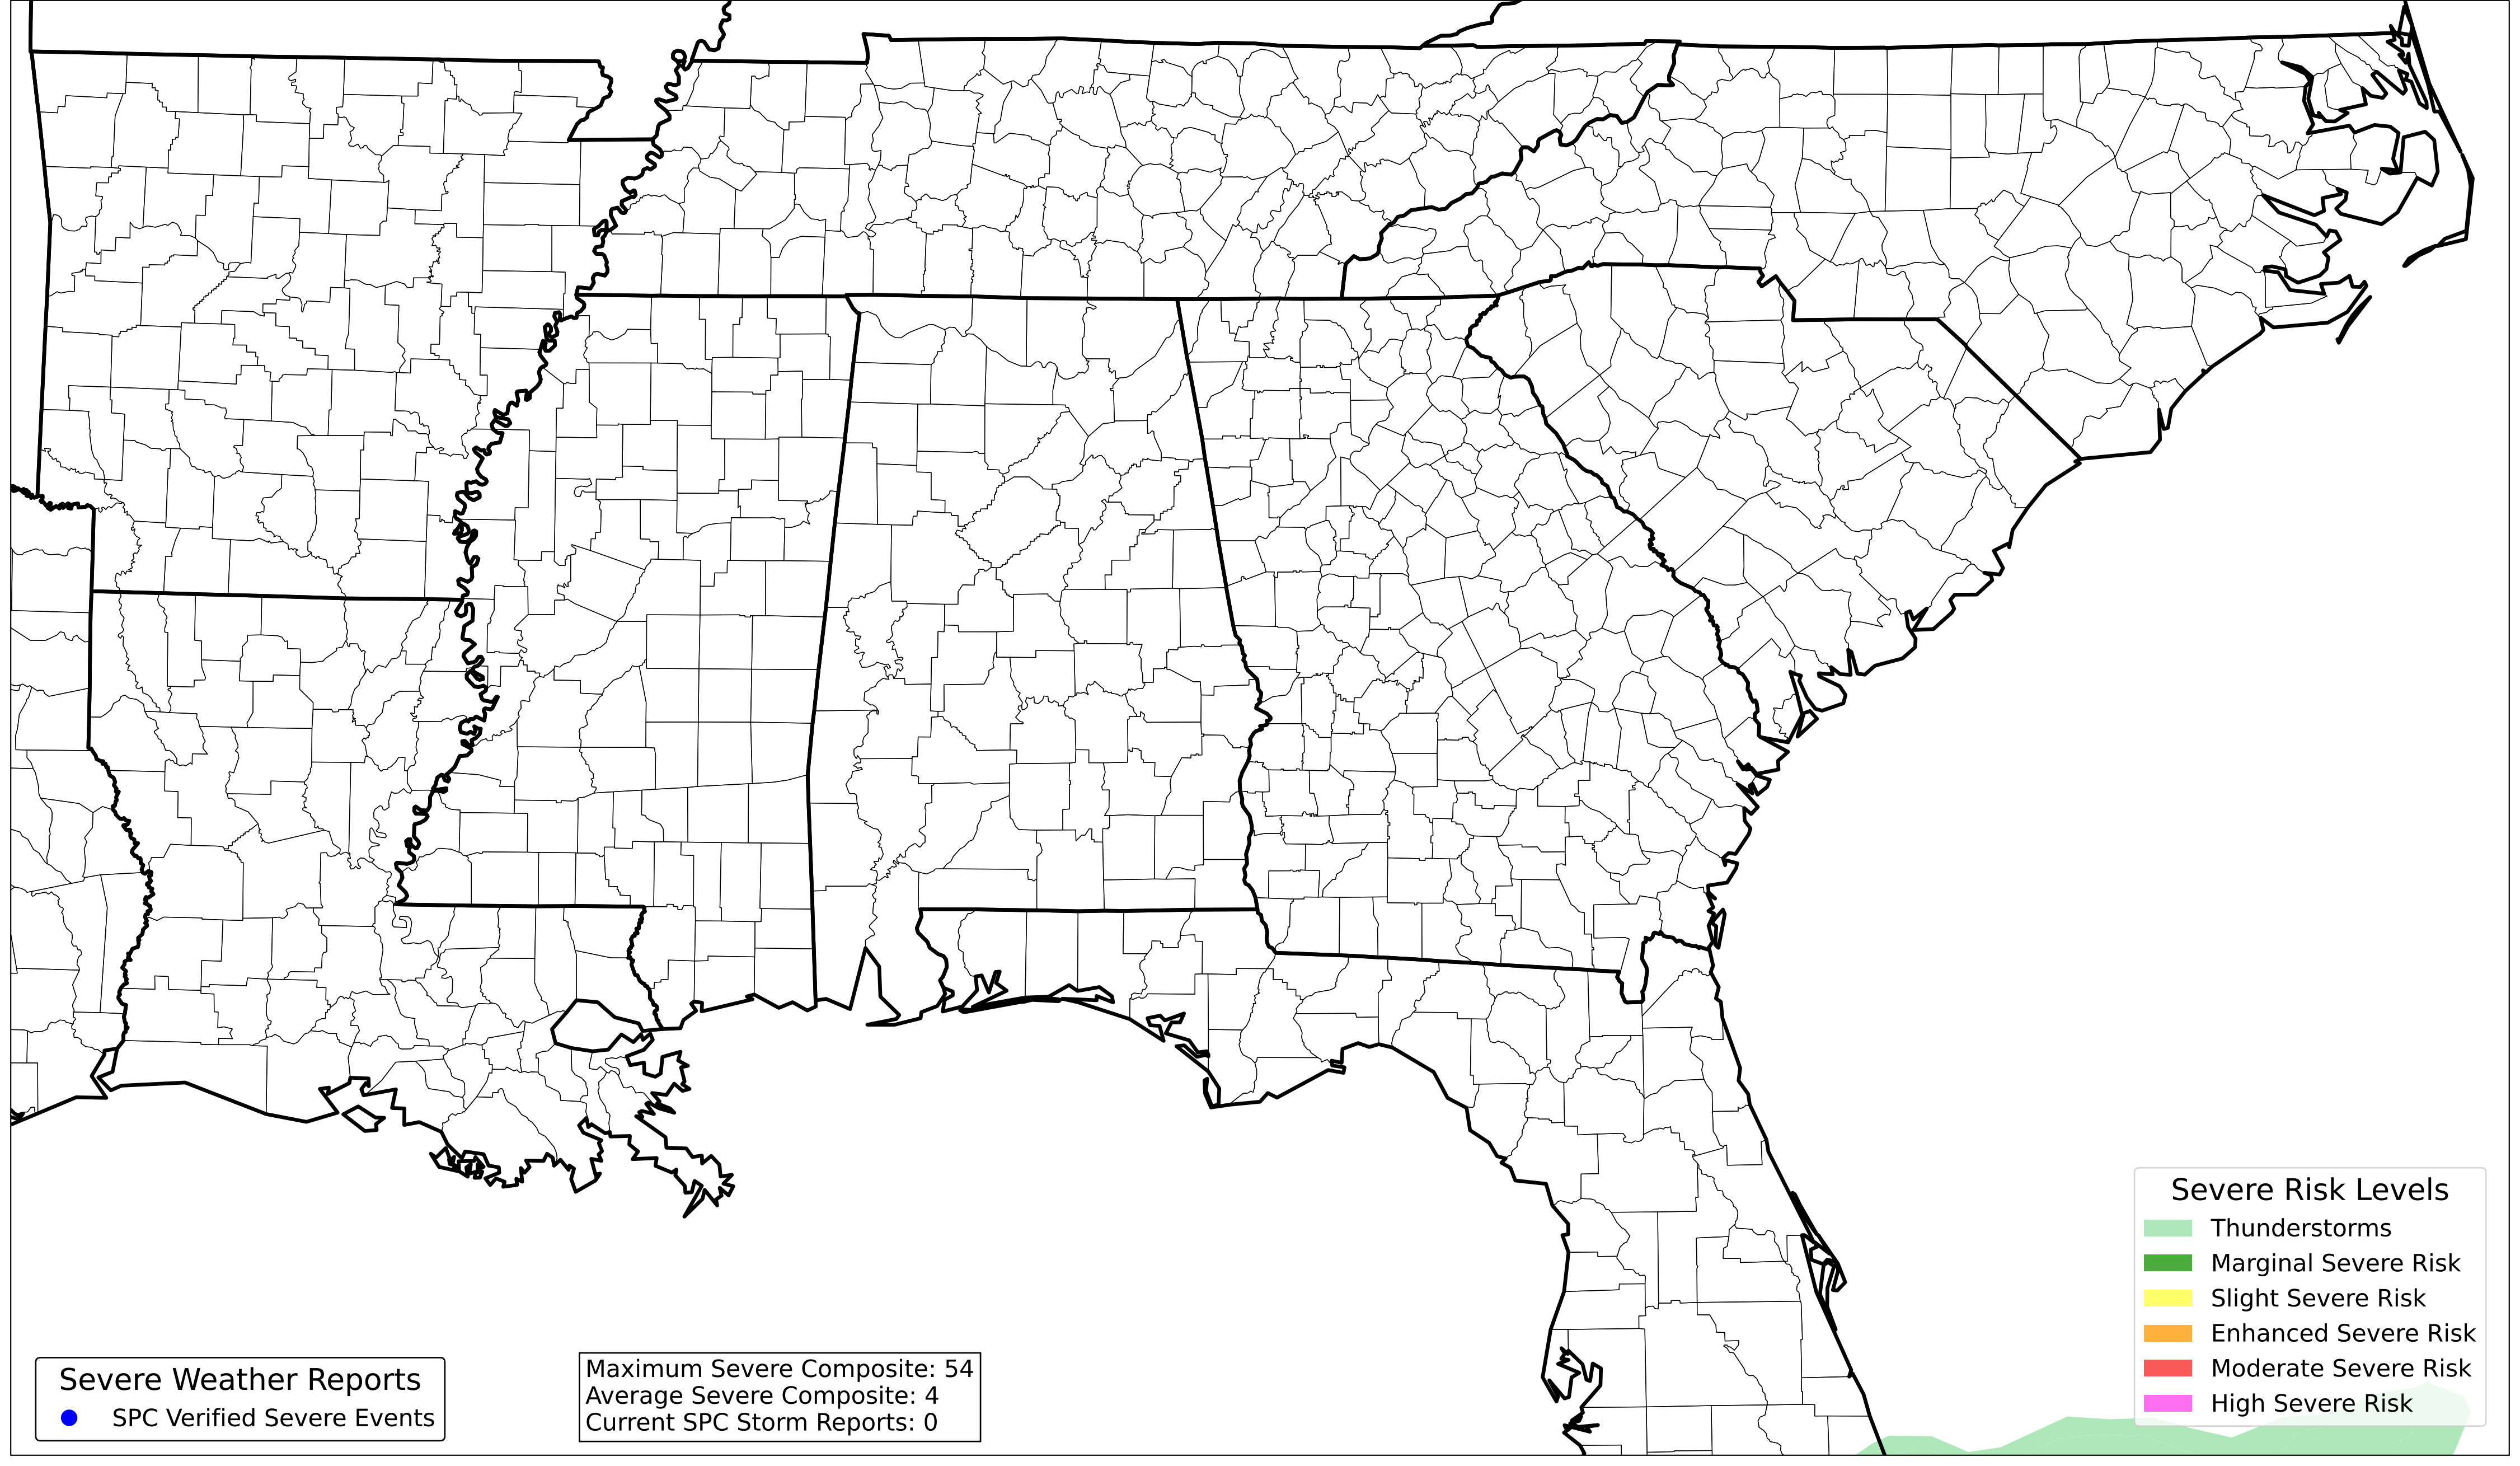 Severe Risk Levels
Thunderstorms
Marginal Severe Risk
Slight Severe Risk
Enhanced Severe Risk
Moderate Severe Risk
High Severe Risk
Severe Weather Reports
SPC Verified Severe Events
Maximum Severe Composite: 54
Average Severe Composite: 4
Current SPC Storm Reports: 0